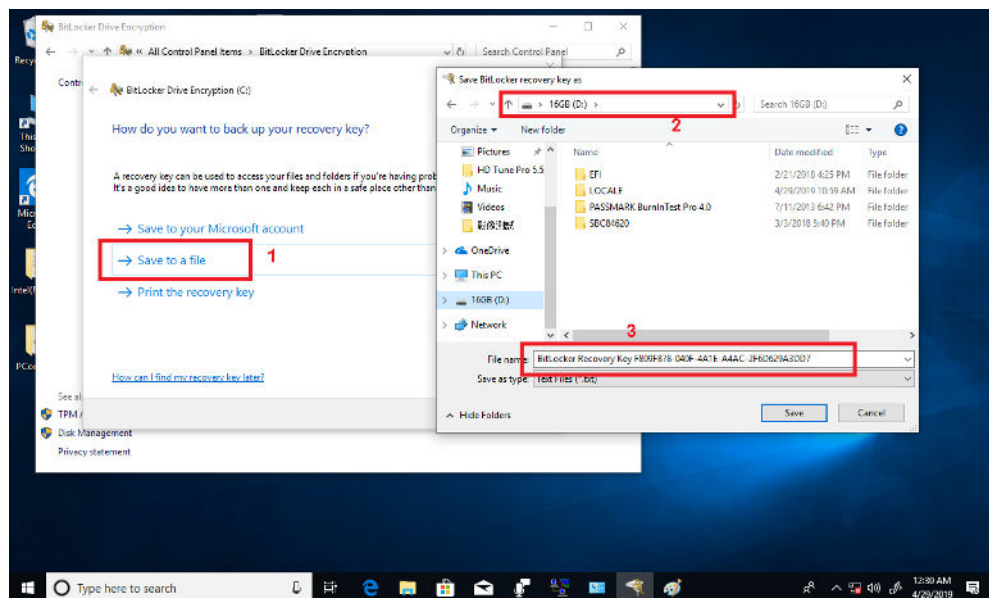 BitLocker Drive Encryption
All Control Panel Items > BitLocker Drive Encryption
Search Control Panel
BitLocker Drive Encryption (C:)
How do you want to back up your recovery key?
A recovery key can be used to access your files and folders if you're having
It's a good idea to have more than one and keep each in a safe place other than
→ Save to your Microsoft account
→ Save to a file
1
→ Print the recovery key
How can I find my recovery key later?
Disk Management
Privacy statement
Save BitLocker recovery key as
16GB (D:) >
Search 16GB (D:)
2
Organize
New folder
Pictures
HD Tune Pro 5.5
Music
Videos
OneDrive
This PC
16GB (D:)
Network
Name
Date modified
Type
EFI
2/21/2018 4:25 PM
File folder
LOCALE
4/29/2019 10:59 AM
File folder
PASSMARK BurnInTest Pro 4.0
7/11/2013 6:42 PM
File folder
SBC84620
3/3/2018 5:40 PM
File folder
3
File name: BitLocker Recovery Key F809F878-040F-4A1E-A4AC-2F6D629A3DD7
Save as type: Text Files (*.txt)
Hide Folders
Save
Cancel
Type here to search
12:30 AM
4/29/2019